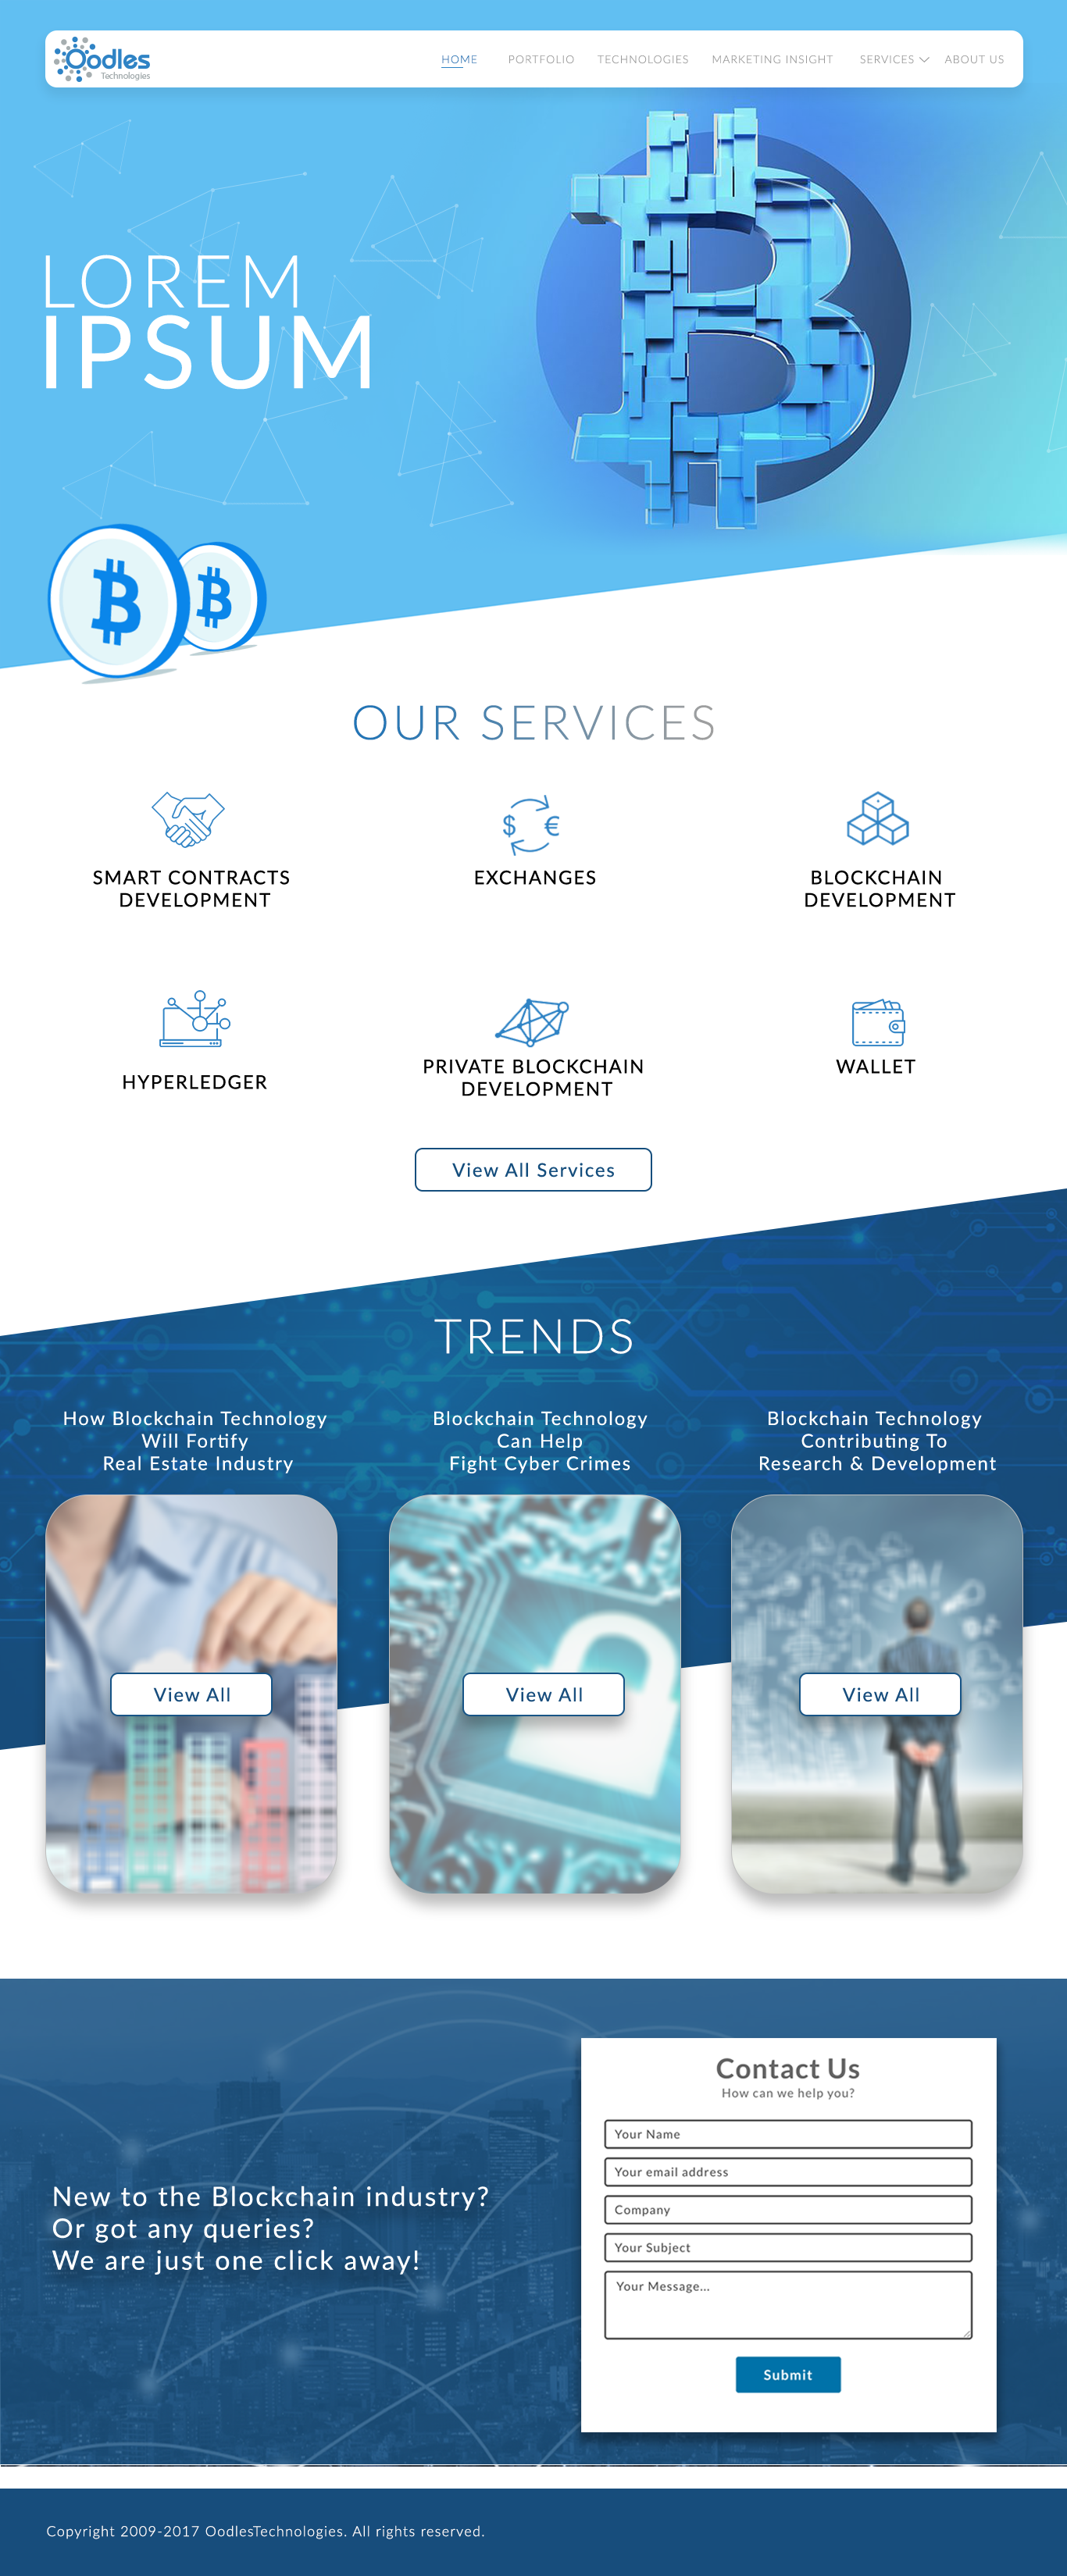 Oodles
Technologies
HOME PORTFOLIO TECHNOLOGIES MARKETING INSIGHT SERVICES ABOUT US
LOREM
IPSUM
OUR SERVICES
$ €
SMART CONTRACTS
DEVELOPMENT
EXCHANGES
BLOCKCHAIN
DEVELOPMENT
HYPERLEDGER
PRIVATE BLOCKCHAIN
DEVELOPMENT
WALLET
View All Services
TRENDS
How Blockchain Technology
Will Fortify
Real Estate Industry
Blockchain Technology
Can Help
Fight Cyber Crimes
Blockchain Technology
Contributing To
Research & Development
View All
View All
View All
New to the Blockchain industry?
Or got any queries?
We are just one click away!
Contact Us
How can we help you?
Your Name
Your email address
Company
Your Subject
Your Message...
Submit
Copyright 2009-2017 OodlesTechnologies. All rights reserved.